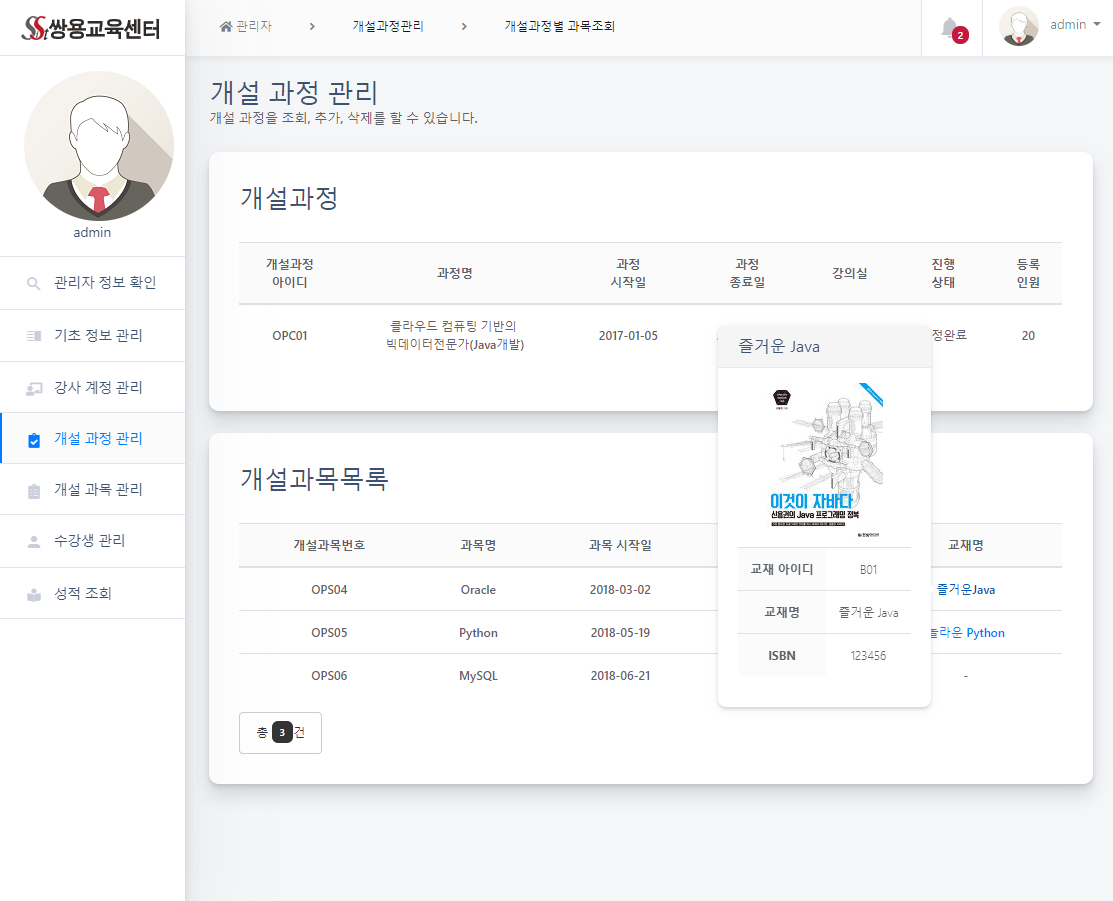 쌍용교육센터
관리자
개설과정관리
개설과정별 과목조회
2
admin
admin
관리자 정보 확인
기초 정보 관리
강사 계정 관리
개설 과정 관리
개설 과목 관리
수강생 관리
성적 조회
개설 과정 관리
개설 과정을 조회, 추가, 삭제를 할 수 있습니다.
개설과정
개설과정 아이디 과정명 과정 시작일 과정 종료일 강의실 진행 상태 등록 인원
OPC01 클라우드 컴퓨팅 기반의 빅데이터전문가(Java개발) 2017-01-05 정완료 20
개설과목목록
개설과목번호 과목명 과목 시작일 교재명
OPS04 Oracle 2018-03-02 즐거운Java
OPS05 Python 2018-05-19 놀라운 Python
OPS06 MySQL 2018-06-21 -
총 3 건
즐거운 Java
이것이 자바다
신용권의 Java 프로그래밍 정복
교재 아이디 B01
교재명 즐거운 Java
ISBN 123456